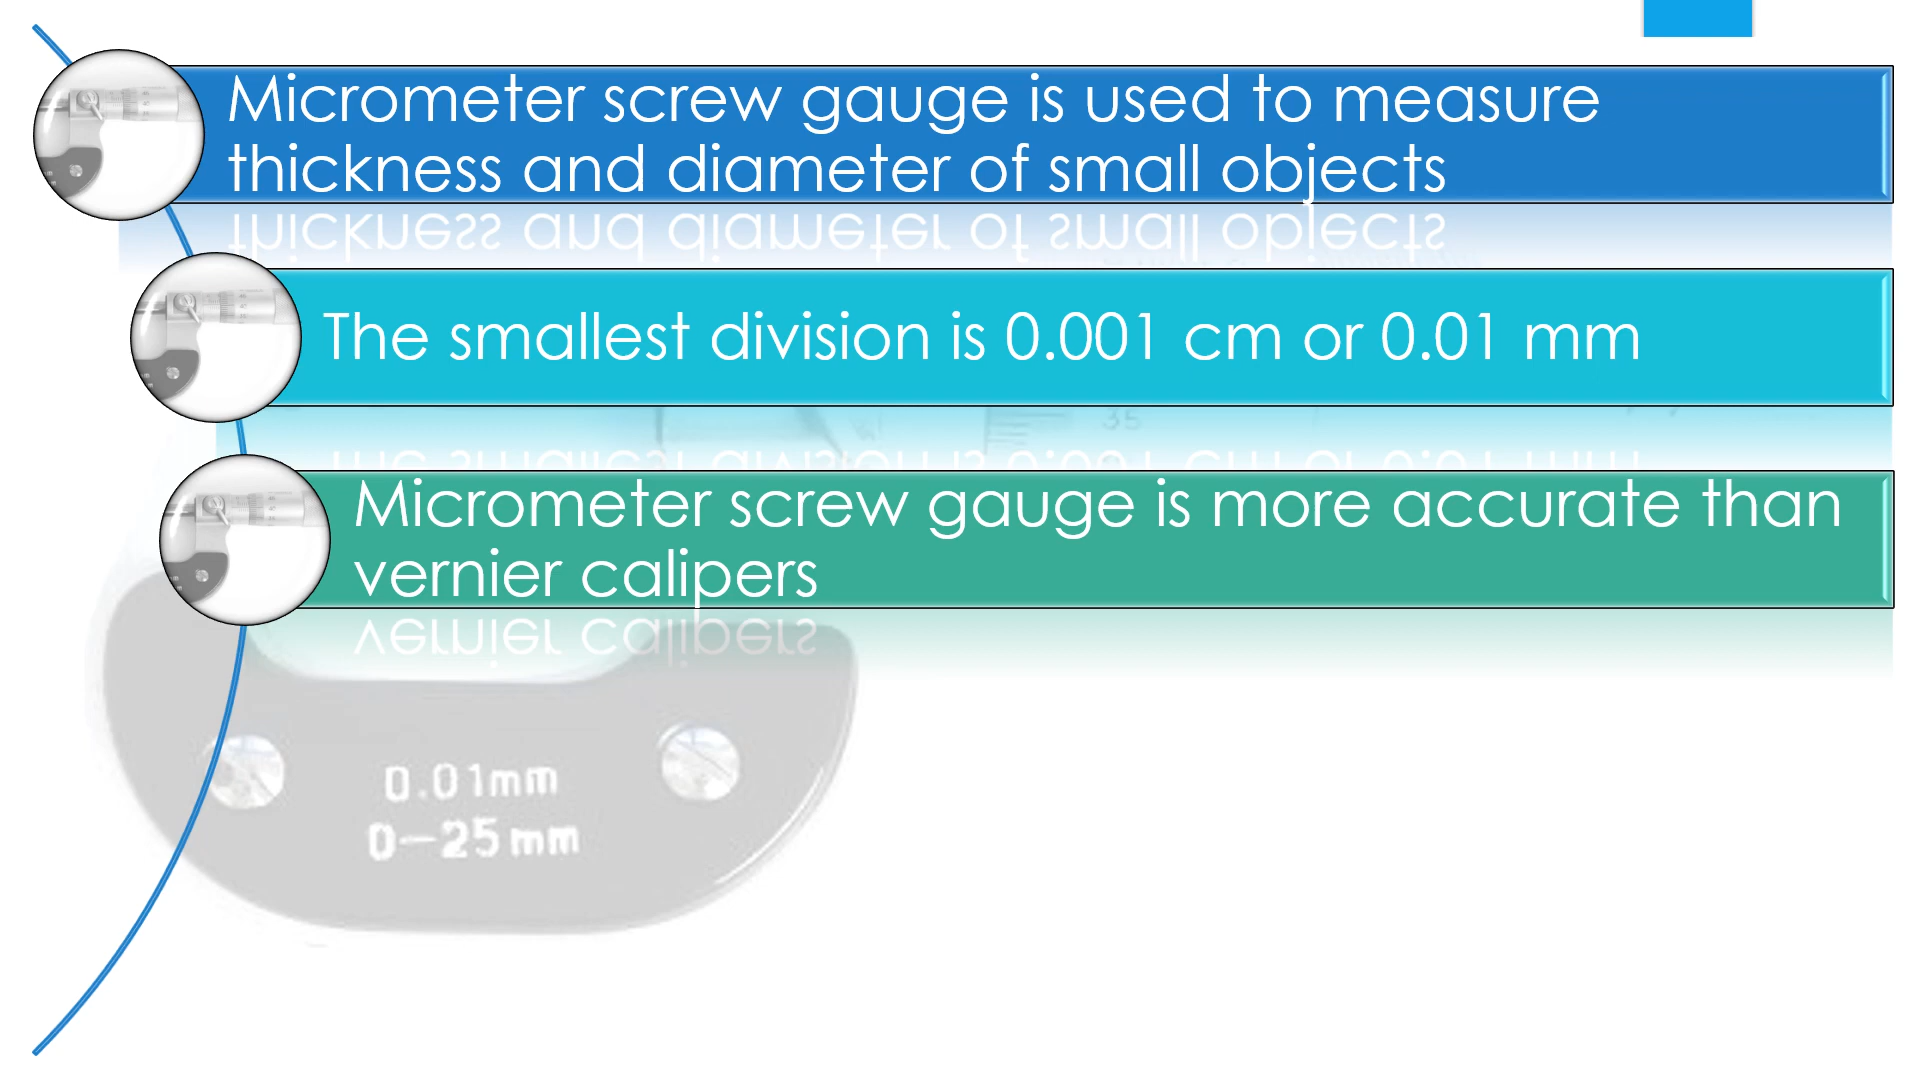 Micrometer screw gauge is used to measure
thickness and diameter of small objects
The smallest division is 0.001 cm or 0.01 mm
35
Micrometer screw gauge is more accurate than
vernier calipers
0.01mm
0-25mm